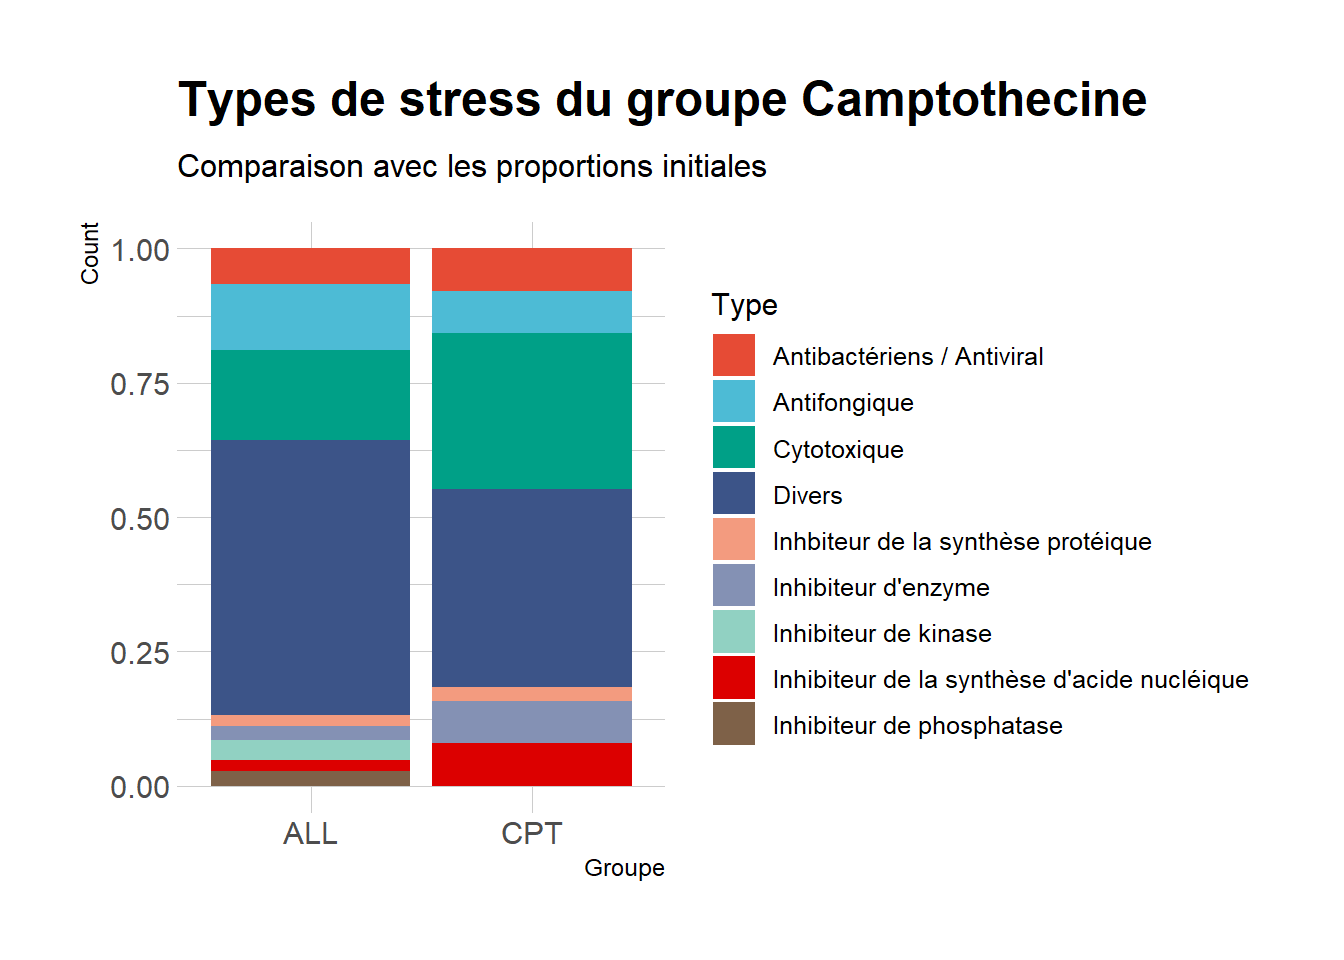 Types de stress du groupe Camptothecine
Comparaison avec les proportions initiales
Count
1.00
0.75
0.50
0.25
0.00
ALL
CPT
Groupe
Type
Antibactériens / Antiviral
Antifongique
Cytotoxique
Divers
Inhbiteur de la synthèse protéique
Inhibiteur d'enzyme
Inhibiteur de kinase
Inhibiteur de la synthèse d'acide nucléique
Inhibiteur de phosphatase